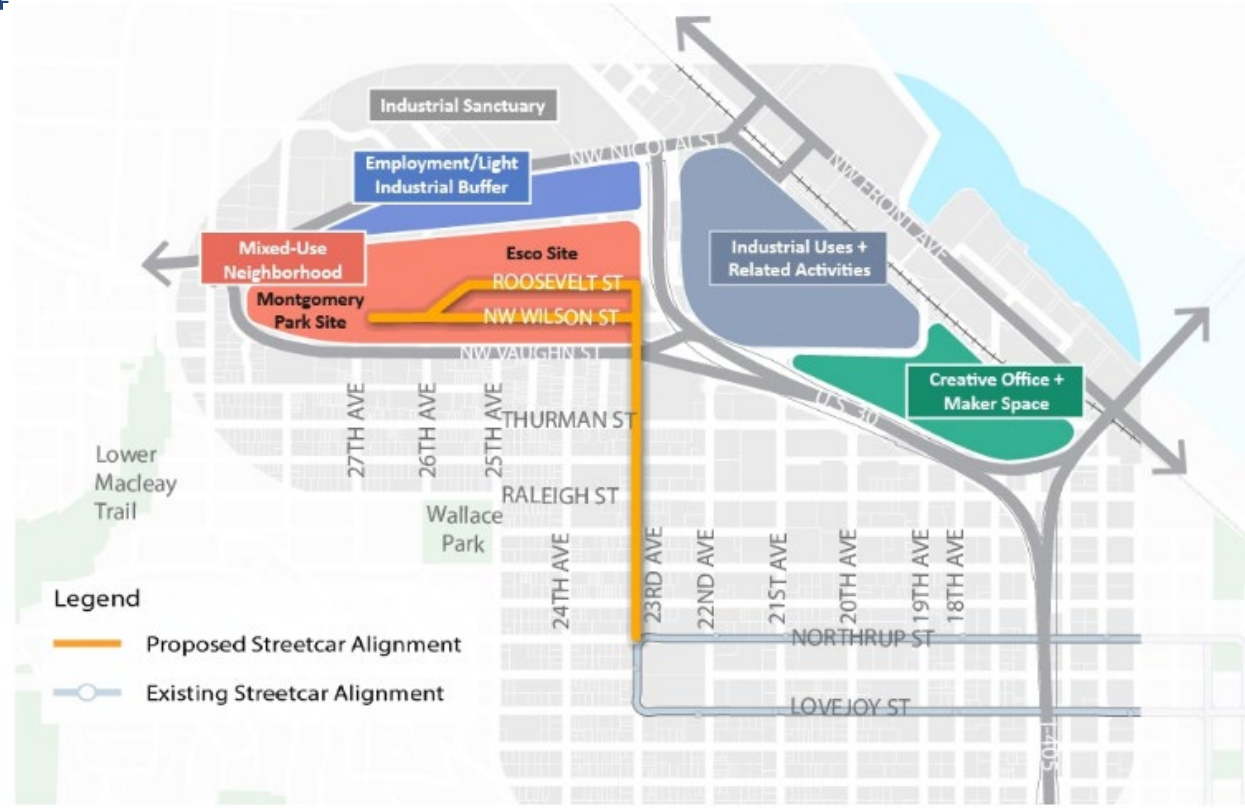 Industrial Sanctuary
NW NICOLAI ST
Employment/Light
Industrial Buffer
NW FRONT AVE
Mixed-Use
Neighborhood
Esco Site
Industrial Uses +
Related Activities
ROOSEVELT ST
Montgomery
Park Site
NW WILSON ST
NW VAUGHN ST
Creative Office +
Maker Space
U.S. 30
27TH AVE
26TH AVE
25TH AVE
THURMAN ST
Lower
Macleay
Trail
RALEIGH ST
Wallace
Park
24TH AVE
23RD AVE
22ND AVE
21ST AVE
20TH AVE
19TH AVE
18TH AVE
Legend
NORTHRUP ST
Proposed Streetcar Alignment
Existing Streetcar Alignment
LOVEJOY ST
I-405